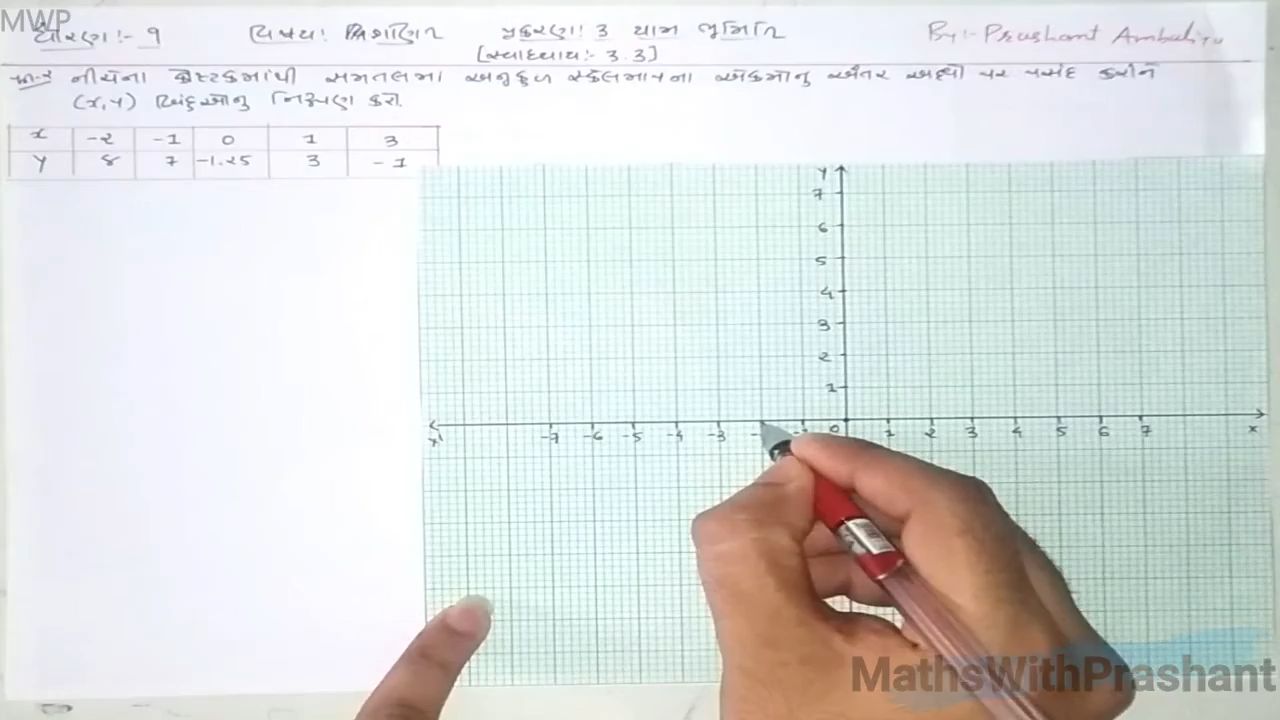 MWP
ધોરણ:- ૧ વિષય: ગણિત પ્રકરણ: 3 યામ ભૂમિતિ By:- Prashant Ambaliya
[સ્વાધ્યાય:- 3.3]
પ્રશ્ન-૨ નીચેના કોષ્ટકમાંથી સમતલમાં અનુકૂળ સ્કેલમાપના એકમોનું અંતર અક્ષો પર પસંદ કરીને
(x,y) બિંદુઓનું નિરૂપણ કરો.
x -2 -1 0 1 3
y 8 7 -1.25 3 -1
Y
7
6
5
4
3
2
1
-7 -6 -5 -4 -3 0 1 2 3 4 5 6 7 x
x'
MathsWithPrashant